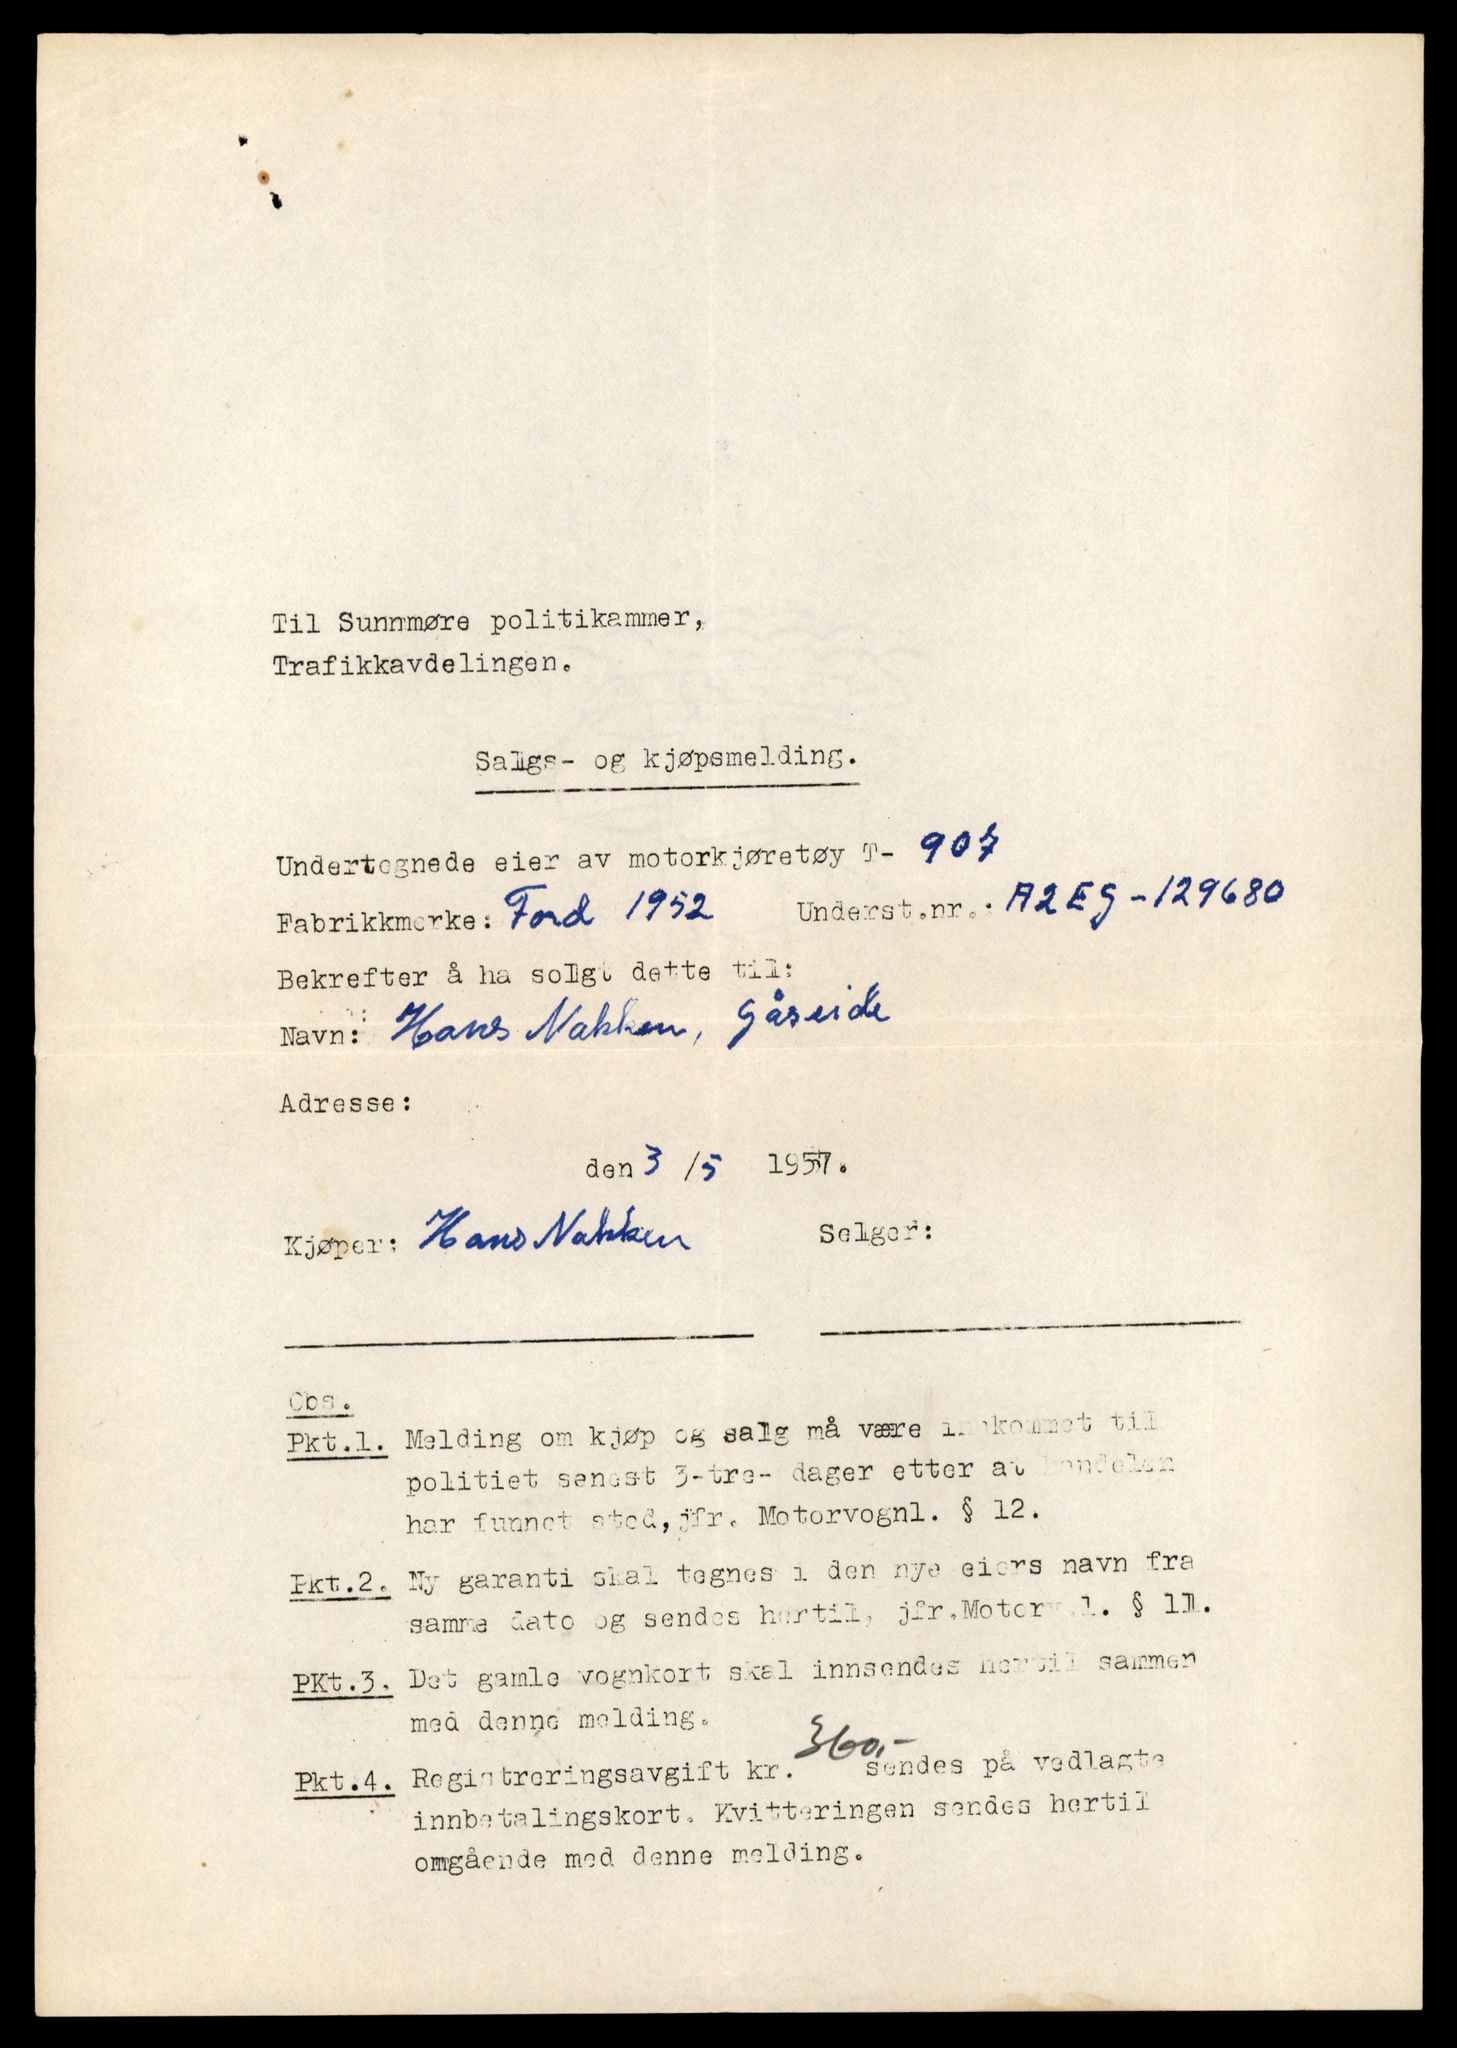 Til Sunnmøre politikammer,
Trafikkavdelingen.
Salgs- og kjøpsmelding.
Undertegnede eier av motorkjøretøy T- 907
Fabrikkmerke: Ford 1952 Underst.nr.: A2EG-129680
Bekrefter å ha solgt dette til:
Navn: Hans Nakken, Gåseide
Adresse:
den 3/5 1957.
Kjøper: Hans Nakken Selger:
Obs.
Pkt.1. Melding om kjøp og salg må være innkommet til
politiet senest 3-tre- dager etter at handelen
har funnet sted, jfr. Motorvognl. § 12.
Pkt.2. Ny garanti skal tegnes i den nye eiers navn fra
samme dato og sendes hertil, jfr.Motorv.l. § 11.
PKt.3. Det gamle vognkort skal innsendes hertil sammen
med denne melding.
Pkt.4. Registreringsavgift kr. 360,- sendes på vedlagte
innbetalingskort. Kvitteringen sendes hertil
omgående med denne melding.